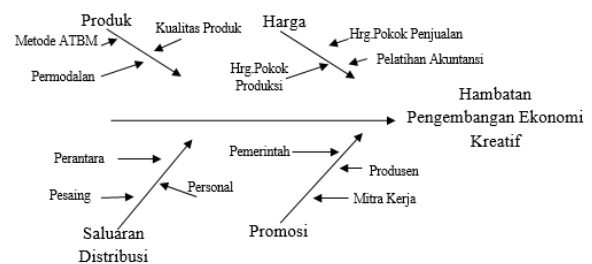 Produk
Metode ATBM
Kualitas Produk
Permodalan
Harga
Hrg.Pokok Penjualan
Hrg.Pokok
Produksi
Pelatihan Akuntansi
Hambatan
Pengembangan Ekonomi
Kreatif
Perantara
Pesaing
Personal
Saluaran
Distribusi
Pemerintah
Produsen
Mitra Kerja
Promosi